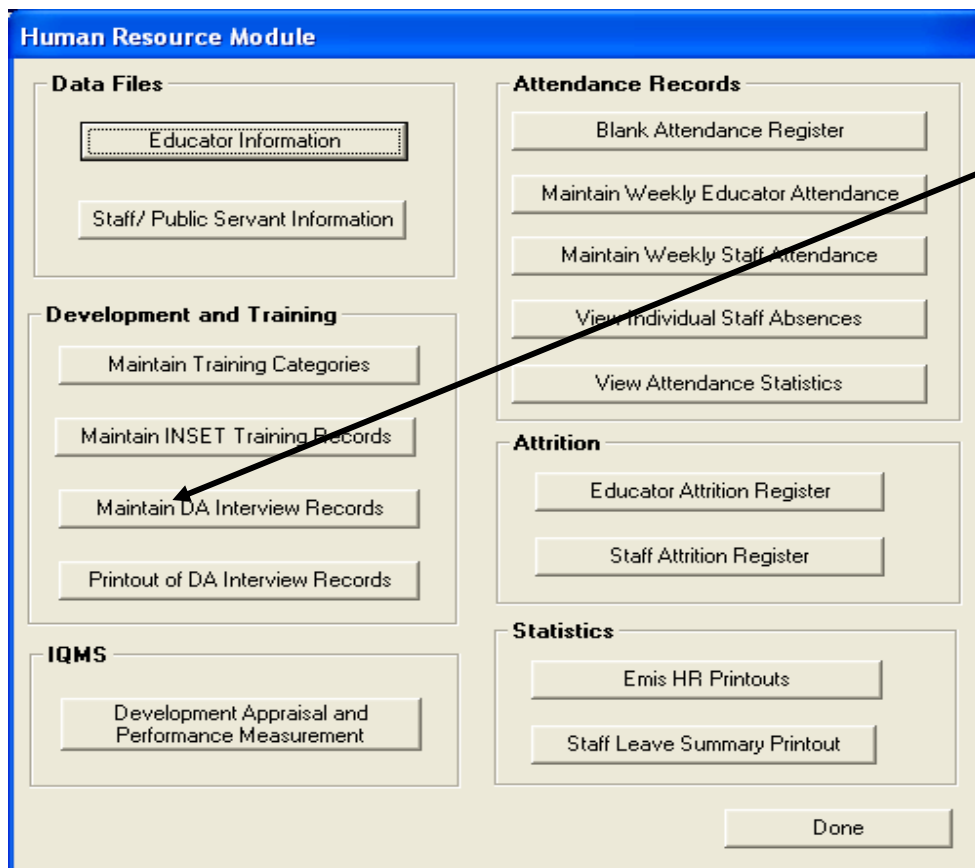 Human Resource Module
Data Files
Educator Information
Staff/ Public Servant Information
Development and Training
Maintain Training Categories
Maintain INSET Training Records
Maintain DA Interview Records
Printout of DA Interview Records
IQMS
Development Appraisal and
Performance Measurement
Attendance Records
Blank Attendance Register
Maintain Weekly Educator Attendance
Maintain Weekly Staff Attendance
View Individual Staff Absences
View Attendance Statistics
Attrition
Educator Attrition Register
Staff Attrition Register
Statistics
Emis HR Printouts
Staff Leave Summary Printout
Done